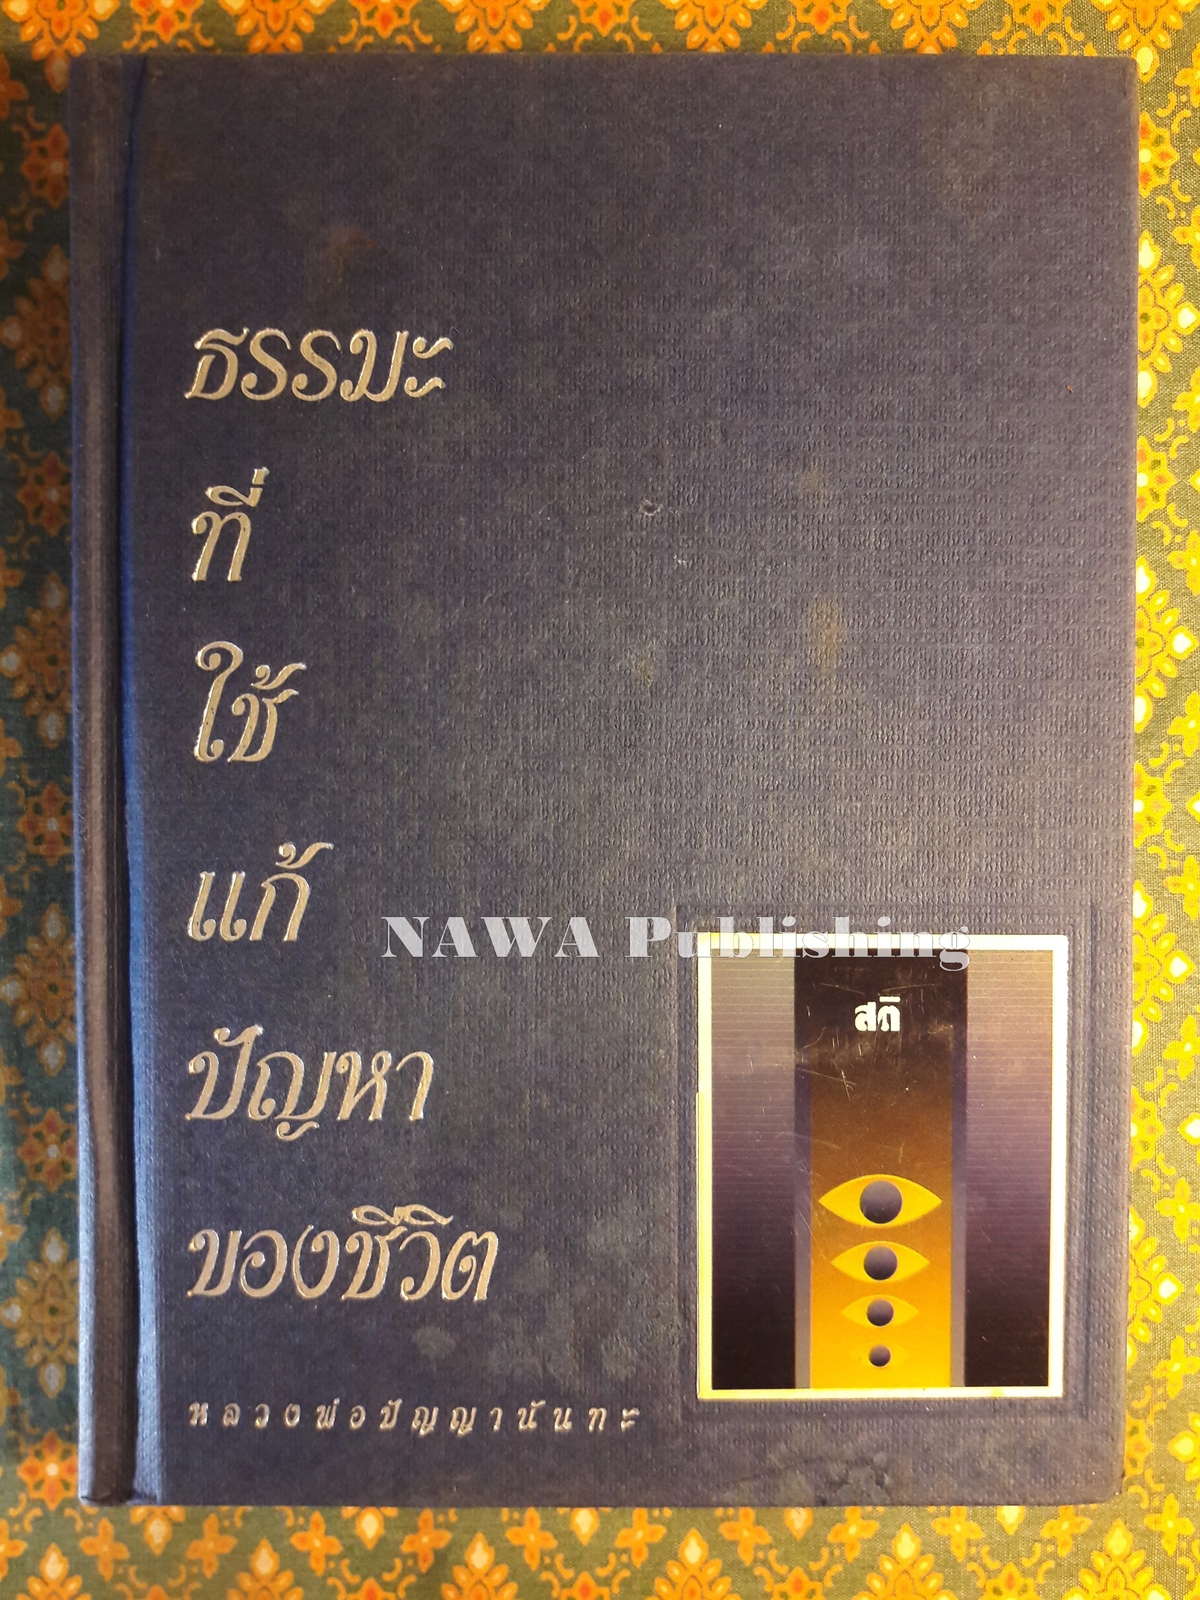 ธรรมะ
ที่
ใช้
แก้
NAWA Publishing
สติ
ปัญหา
ของชีวิต
หลวงพ่อปัญญานันทะ